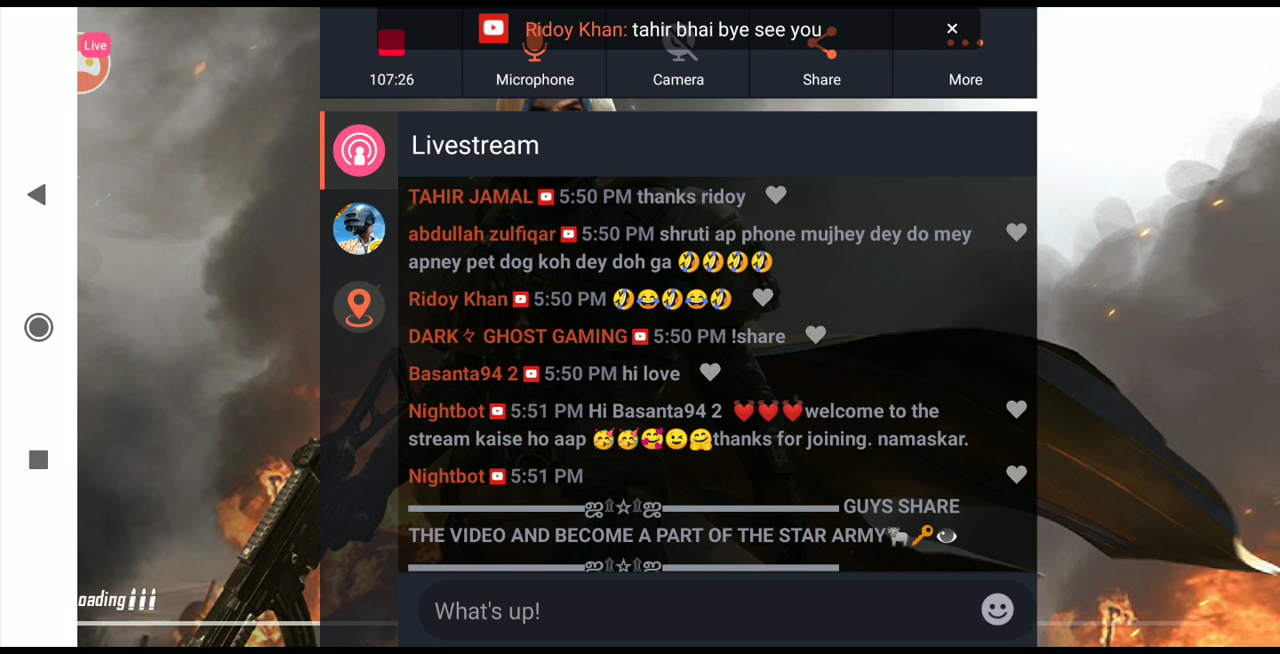 Live
Ridoy Khan: tahir bhai bye see you
107:26
Microphone
Camera
Share
More
Livestream
TAHIR JAMAL 5:50 PM thanks ridoy
abdullah zulfiqar 5:50 PM shruti ap phone mujhey dey do mey
apney pet dog koh dey doh ga 🤣🤣🤣🤣
Ridoy Khan 5:50 PM 🤣😂🤣😂🤣
DARK々 GHOST GAMING 5:50 PM !share
Basanta94 2 5:50 PM hi love
Nightbot 5:51 PM Hi Basanta94 2 💓💓💓welcome to the
stream kaise ho aap 🥳🥳🥰😉🤗thanks for joining. namaskar.
Nightbot 5:51 PM
▬▬▬▬▬▬▬▬ஜ۩☆۩ஜ▬▬▬▬▬▬▬▬ GUYS SHARE
THE VIDEO AND BECOME A PART OF THE STAR ARMY🐃🔑👁
▬▬▬▬▬▬▬▬ஜ۩☆۩ஜ▬▬▬▬▬▬▬▬
What's up!
oading